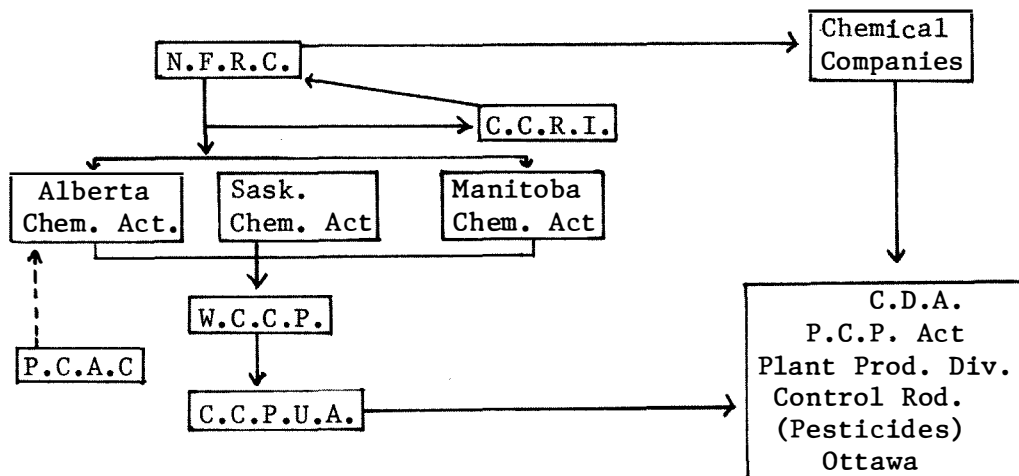 N.F.R.C.
Chemical
Companies
C.C.R.I.
Alberta
Chem. Act.
Sask.
Chem. Act
Manitoba
Chem. Act
W.C.C.P.
P.C.A.C
C.C.P.U.A.
C.D.A.
P.C.P. Act
Plant Prod. Div.
Control Rod.
(Pesticides)
Ottawa